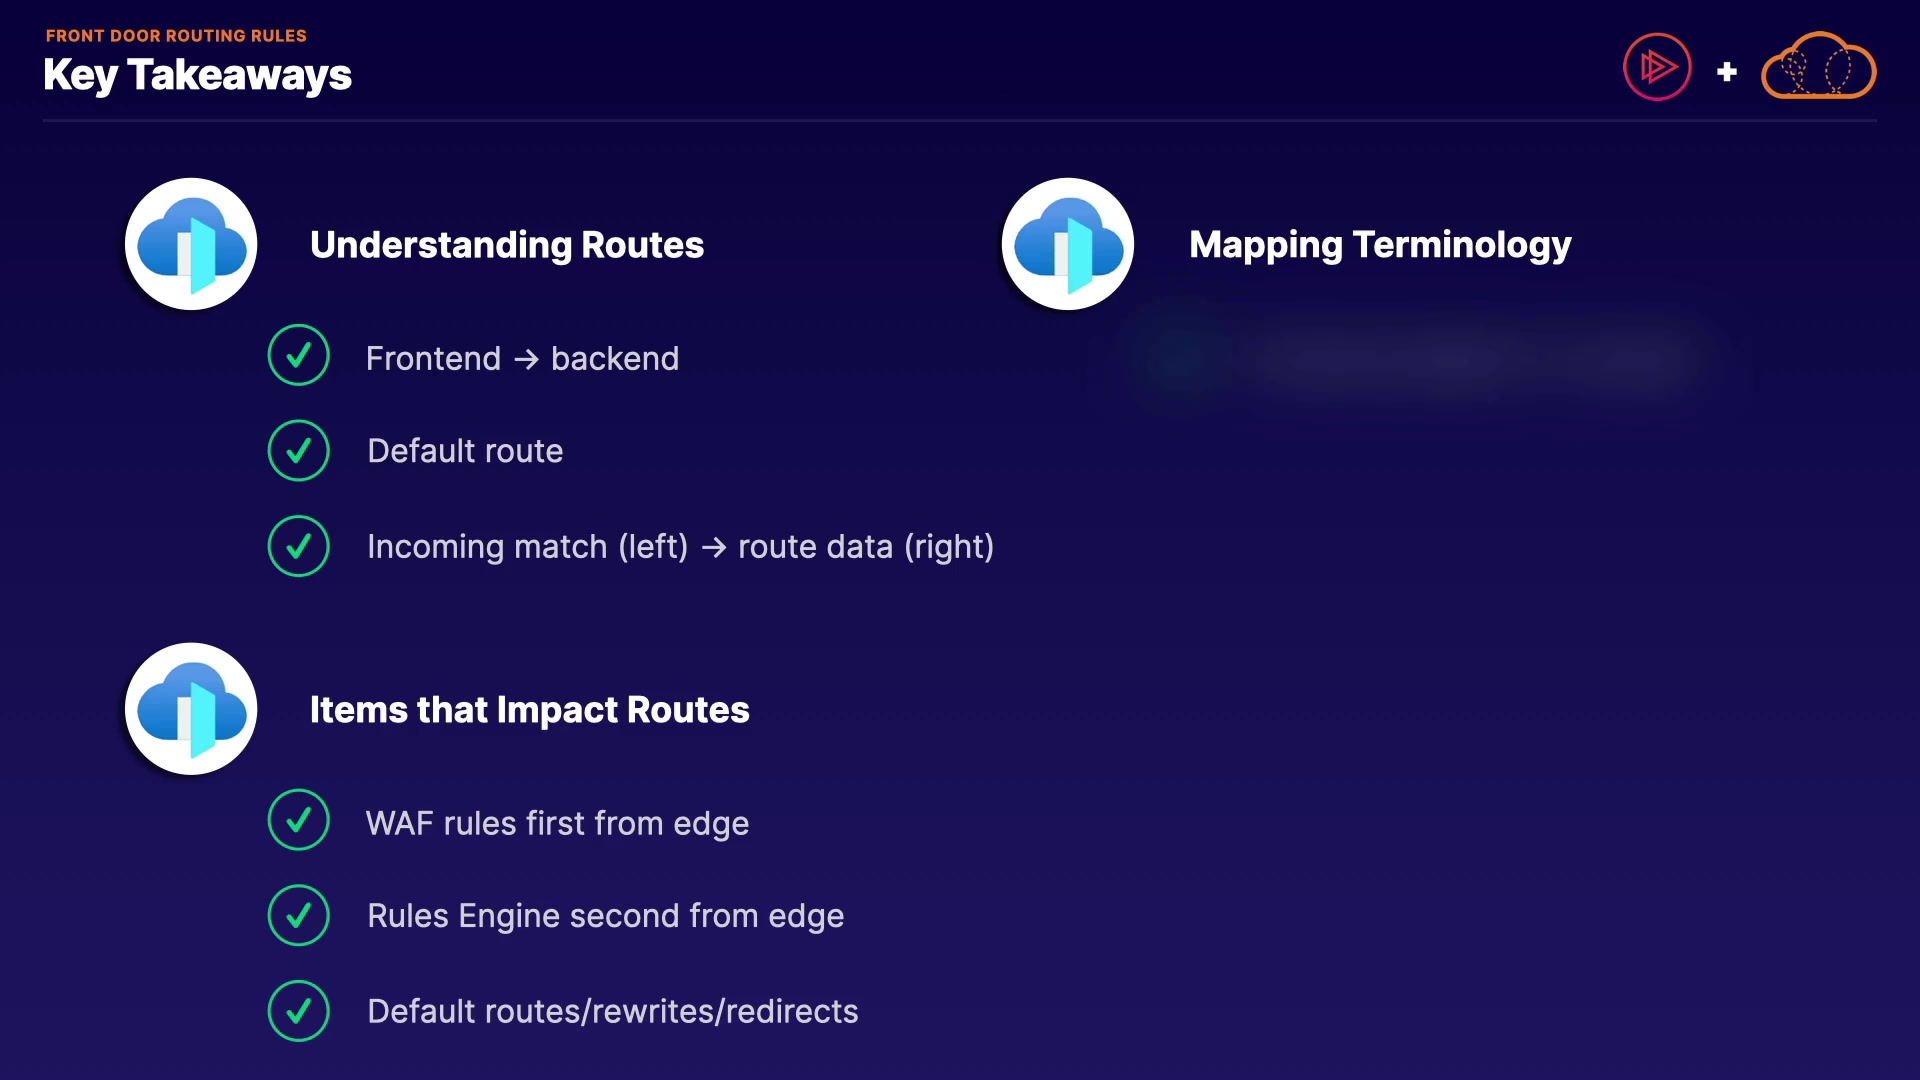 FRONT DOOR ROUTING RULES
Key Takeaways
Understanding Routes
Frontend → backend
Default route
Incoming match (left) → route data (right)
Mapping Terminology
Items that Impact Routes
WAF rules first from edge
Rules Engine second from edge
Default routes/rewrites/redirects